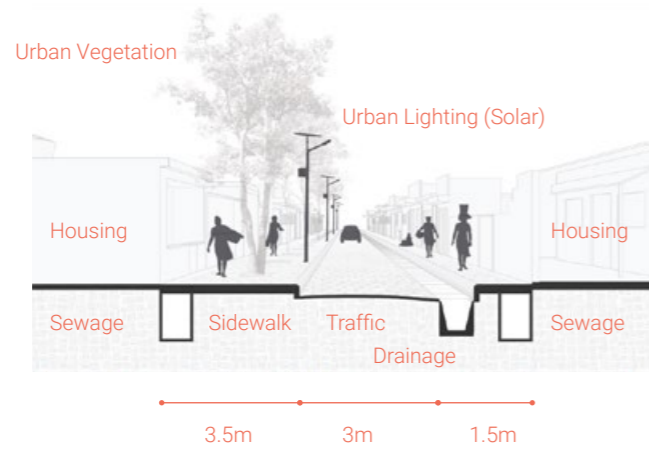 Urban Vegetation
Urban Lighting (Solar)
Housing
Housing
Sewage
Sidewalk
Traffic
Sewage
Drainage
3.5m
3m
1.5m